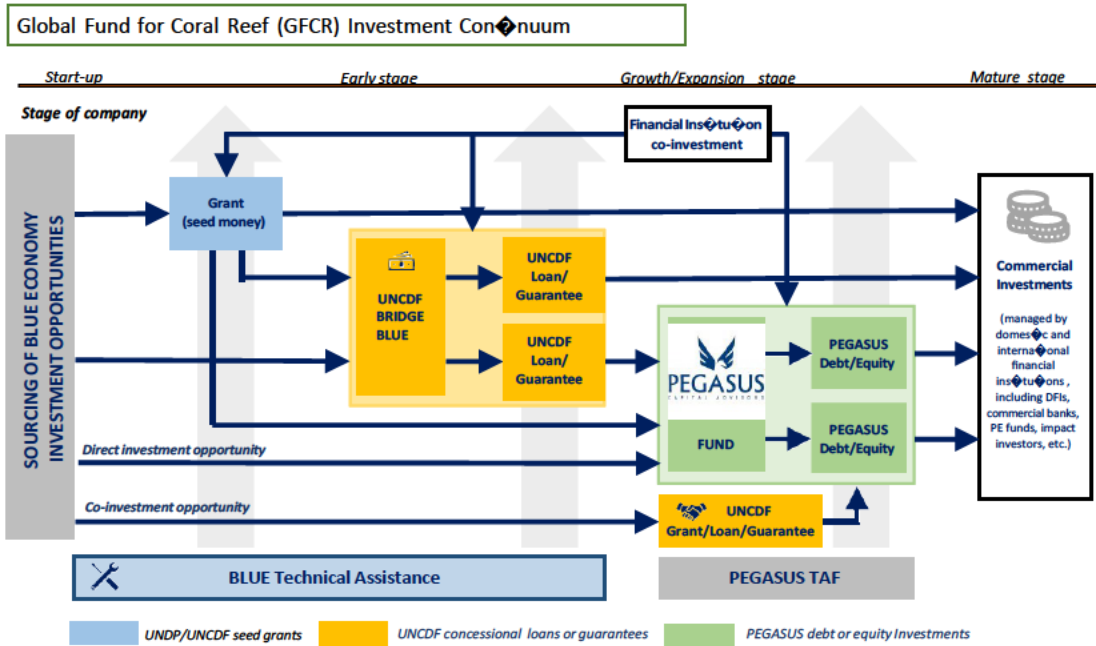 Global Fund for Coral Reef (GFCR) Investment Con�nuum
Start-up
Early stage
Growth/Expansion stage
Mature stage
Stage of company
Financial Ins�tu�on
co-investment
SOURCING OF BLUE ECONOMY
INVESTMENT OPPORTUNITIES
Grant
(seed money)
UNCDF
BRIDGE
BLUE
UNCDF
Loan/
Guarantee
UNCDF
Loan/
Guarantee
PEGASUS
CAPITAL ADVISORS
FUND
PEGASUS
Debt/Equity
PEGASUS
Debt/Equity
Commercial
Investments
(managed by
domes�c and
interna�onal
financial
ins�tu�ons ,
including DFIs,
commercial banks,
PE funds, impact
investors, etc.)
Direct investment opportunity
Co-investment opportunity
UNCDF
Grant/Loan/Guarantee
BLUE Technical Assistance
PEGASUS TAF
UNDP/UNCDF seed grants
UNCDF concessional loans or guarantees
PEGASUS debt or equity Investments